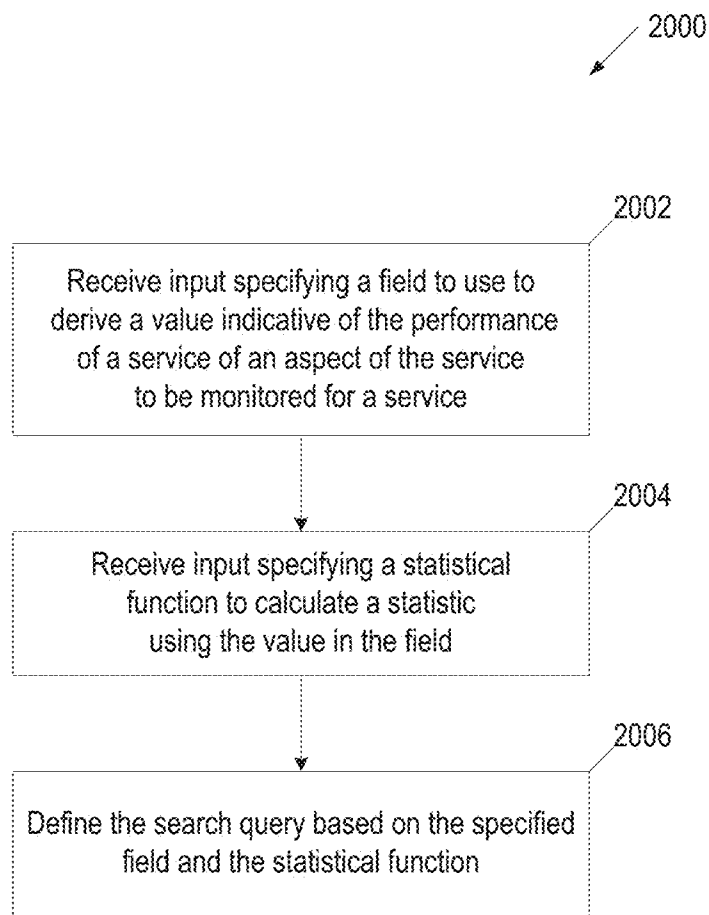 2000
2002
Receive input specifying a field to use to
derive a value indicative of the performance
of a service of an aspect of the service
to be monitored for a service
2004
Receive input specifying a statistical
function to calculate a statistic
using the value in the field
2006
Define the search query based on the specified
field and the statistical function